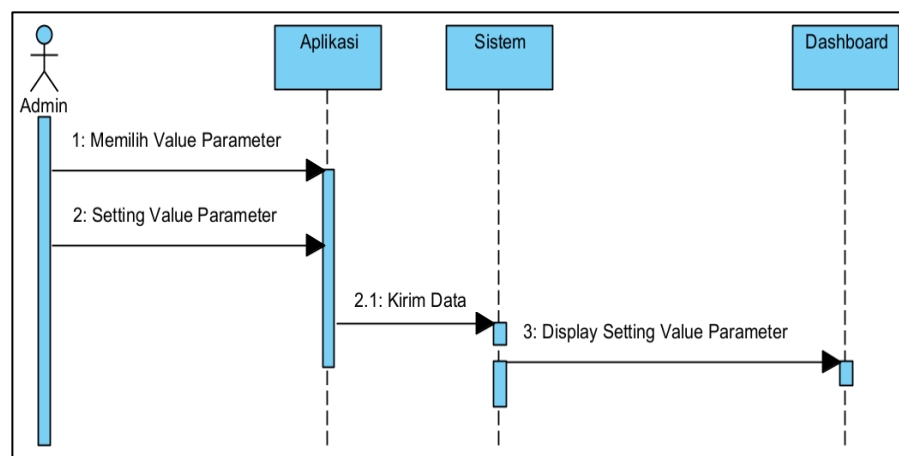 Aplikasi
Sistem
Dashboard
Admin
1: Memilih Value Parameter
2: Setting Value Parameter
2.1: Kirim Data
3: Display Setting Value Parameter